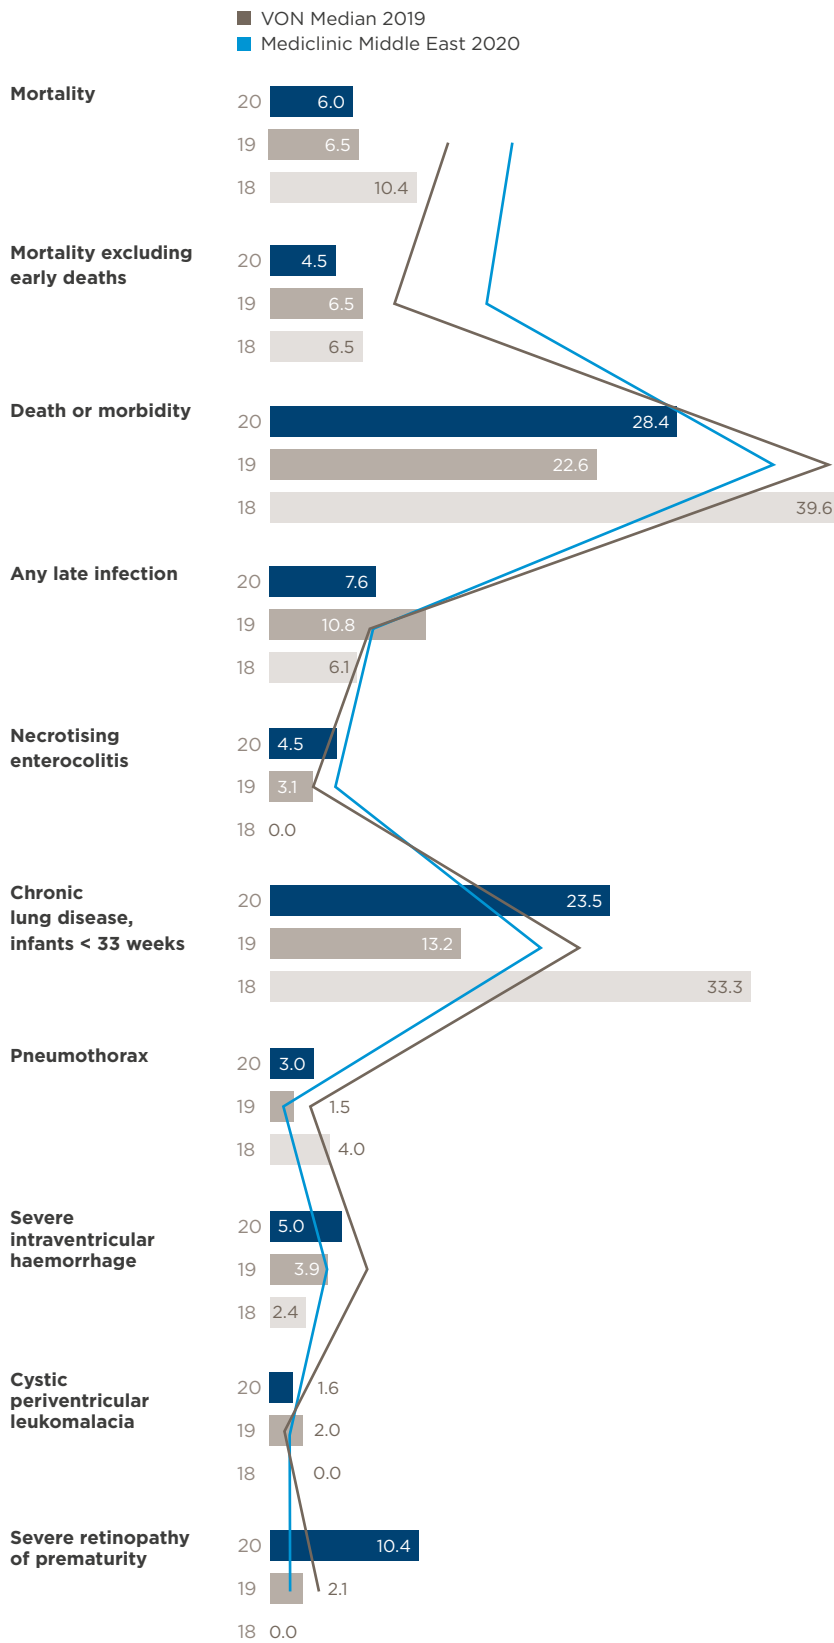 VON Median 2019
Mediclinic Middle East 2020
Mortality
20 6.0
19 6.5
18 10.4
Mortality excluding
early deaths
20 4.5
19 6.5
18 6.5
Death or morbidity
20 28.4
19 22.6
18 39.6
Any late infection
20 7.6
19 10.8
18 6.1
Necrotising
enterocolitis
20 4.5
19 3.1
18 0.0
Chronic
lung disease,
infants < 33 weeks
20 23.5
19 13.2
18 33.3
Pneumothorax
20 3.0
19 1.5
18 4.0
Severe
intraventricular
haemorrhage
20 5.0
19 3.9
18 2.4
Cystic
periventricular
leukomalacia
20 1.6
19 2.0
18 0.0
Severe retinopathy
of prematurity
20 10.4
19 2.1
18 0.0